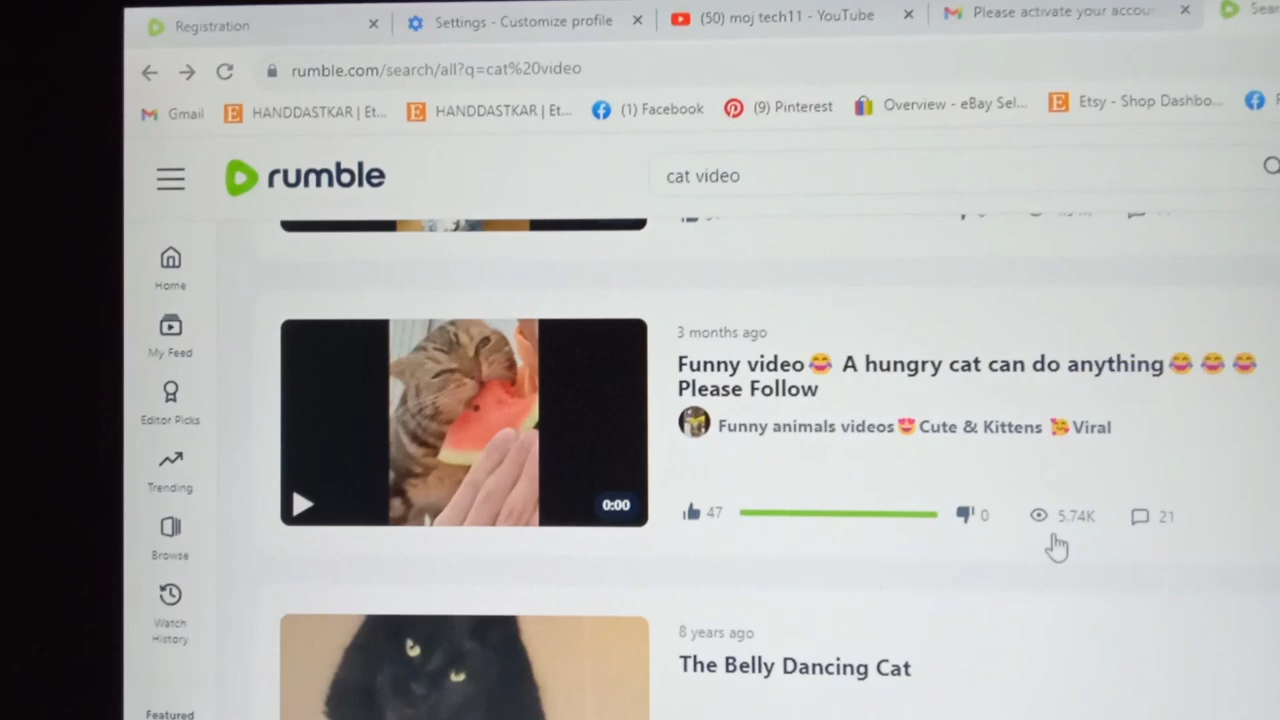 Registration
Settings - Customize profile
(50) moj tech11 - YouTube
Please activate your accou
Sear
rumble.com/search/all?q=cat%20video
Gmail
HANDDASTKAR | Et...
HANDDASTKAR | Et...
(1) Facebook
(9) Pinterest
Overview - eBay Sel...
Etsy - Shop Dashbo...
rumble
cat video
Home
My Feed
Editor Picks
Trending
Browse
Watch
History
Featured
0:00
3 months ago
Funny video😂 A hungry cat can do anything😂 😂 😂
Please Follow
Funny animals videos😍Cute & Kittens 🥰Viral
47
0
5.74K
21
8 years ago
The Belly Dancing Cat